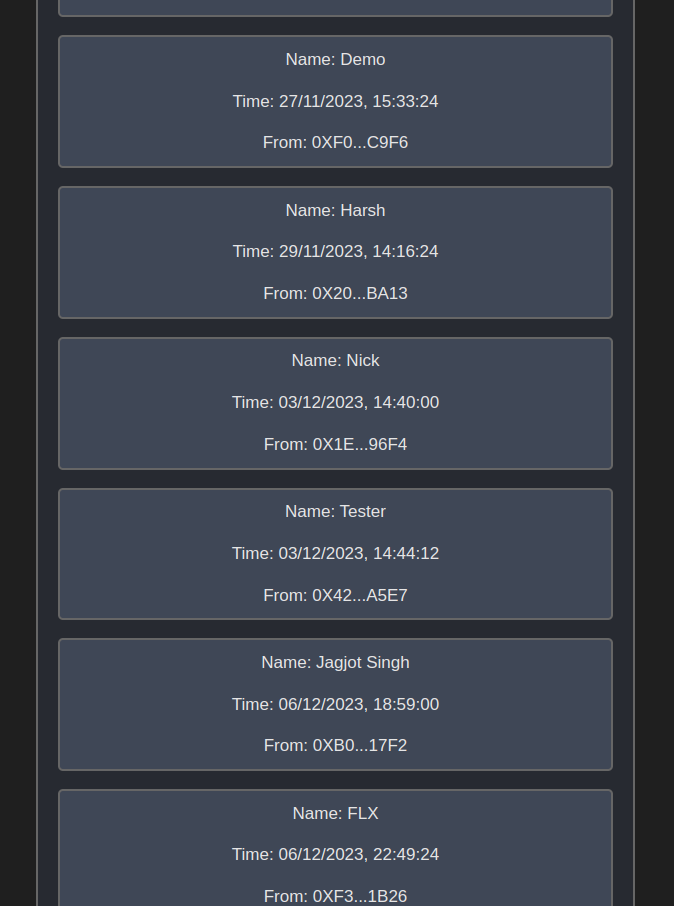 Name: Demo
Time: 27/11/2023, 15:33:24
From: 0XF0...C9F6
Name: Harsh
Time: 29/11/2023, 14:16:24
From: 0X20...BA13
Name: Nick
Time: 03/12/2023, 14:40:00
From: 0X1E...96F4
Name: Tester
Time: 03/12/2023, 14:44:12
From: 0X42...A5E7
Name: Jagjot Singh
Time: 06/12/2023, 18:59:00
From: 0XB0...17F2
Name: FLX
Time: 06/12/2023, 22:49:24
From: 0XF3...1B26